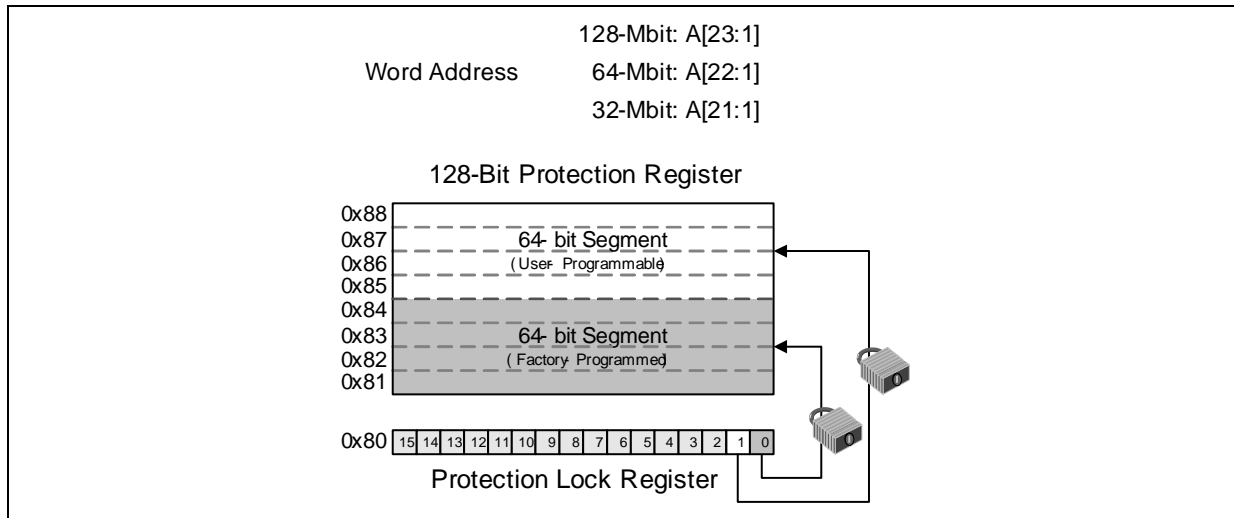 128-Mbit: A[23:1]
Word Address 64-Mbit: A[22:1]
32-Mbit: A[21:1]
128-Bit Protection Register
0x88
0x87 64- bit Segment
0x86 (User- Programmable)
0x85
0x84
0x83 64- bit Segment
0x82 (Factory- Programmed)
0x81
0x80 15 14 13 12 11 10 9 8 7 6 5 4 3 2 1 0
Protection Lock Register